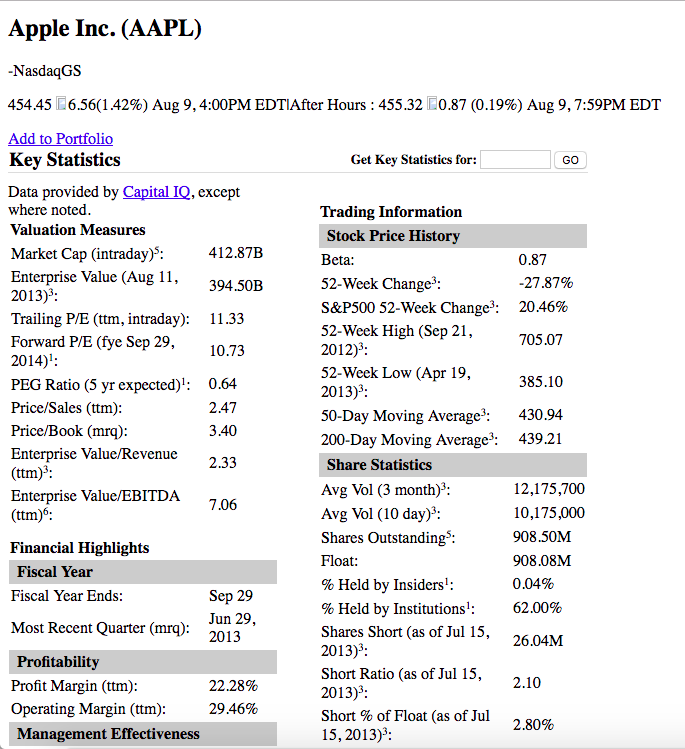 Apple Inc. (AAPL)
-NasdaqGS
454.45 6.56(1.42%) Aug 9, 4:00PM EDT|After Hours : 455.32 0.87 (0.19%) Aug 9, 7:59PM EDT
Add to Portfolio
Key Statistics Get Key Statistics for: GO
Data provided by Capital IQ, except
where noted.
Valuation Measures
Market Cap (intraday)⁵: 412.87B
Enterprise Value (Aug 11,
2013)³: 394.50B
Trailing P/E (ttm, intraday): 11.33
Forward P/E (fye Sep 29,
2014)¹: 10.73
PEG Ratio (5 yr expected)¹: 0.64
Price/Sales (ttm): 2.47
Price/Book (mrq): 3.40
Enterprise Value/Revenue
(ttm)³: 2.33
Enterprise Value/EBITDA
(ttm)⁶: 7.06
Financial Highlights
Fiscal Year
Fiscal Year Ends: Sep 29
Most Recent Quarter (mrq): Jun 29,
2013
Profitability
Profit Margin (ttm): 22.28%
Operating Margin (ttm): 29.46%
Management Effectiveness
Trading Information
Stock Price History
Beta: 0.87
52-Week Change³: -27.87%
S&P500 52-Week Change³: 20.46%
52-Week High (Sep 21,
2012)³: 705.07
52-Week Low (Apr 19,
2013)³: 385.10
50-Day Moving Average³: 430.94
200-Day Moving Average³: 439.21
Share Statistics
Avg Vol (3 month)³: 12,175,700
Avg Vol (10 day)³: 10,175,000
Shares Outstanding⁵: 908.50M
Float: 908.08M
% Held by Insiders¹: 0.04%
% Held by Institutions¹: 62.00%
Shares Short (as of Jul 15,
2013)³: 26.04M
Short Ratio (as of Jul 15,
2013)³: 2.10
Short % of Float (as of Jul
15, 2013)³: 2.80%